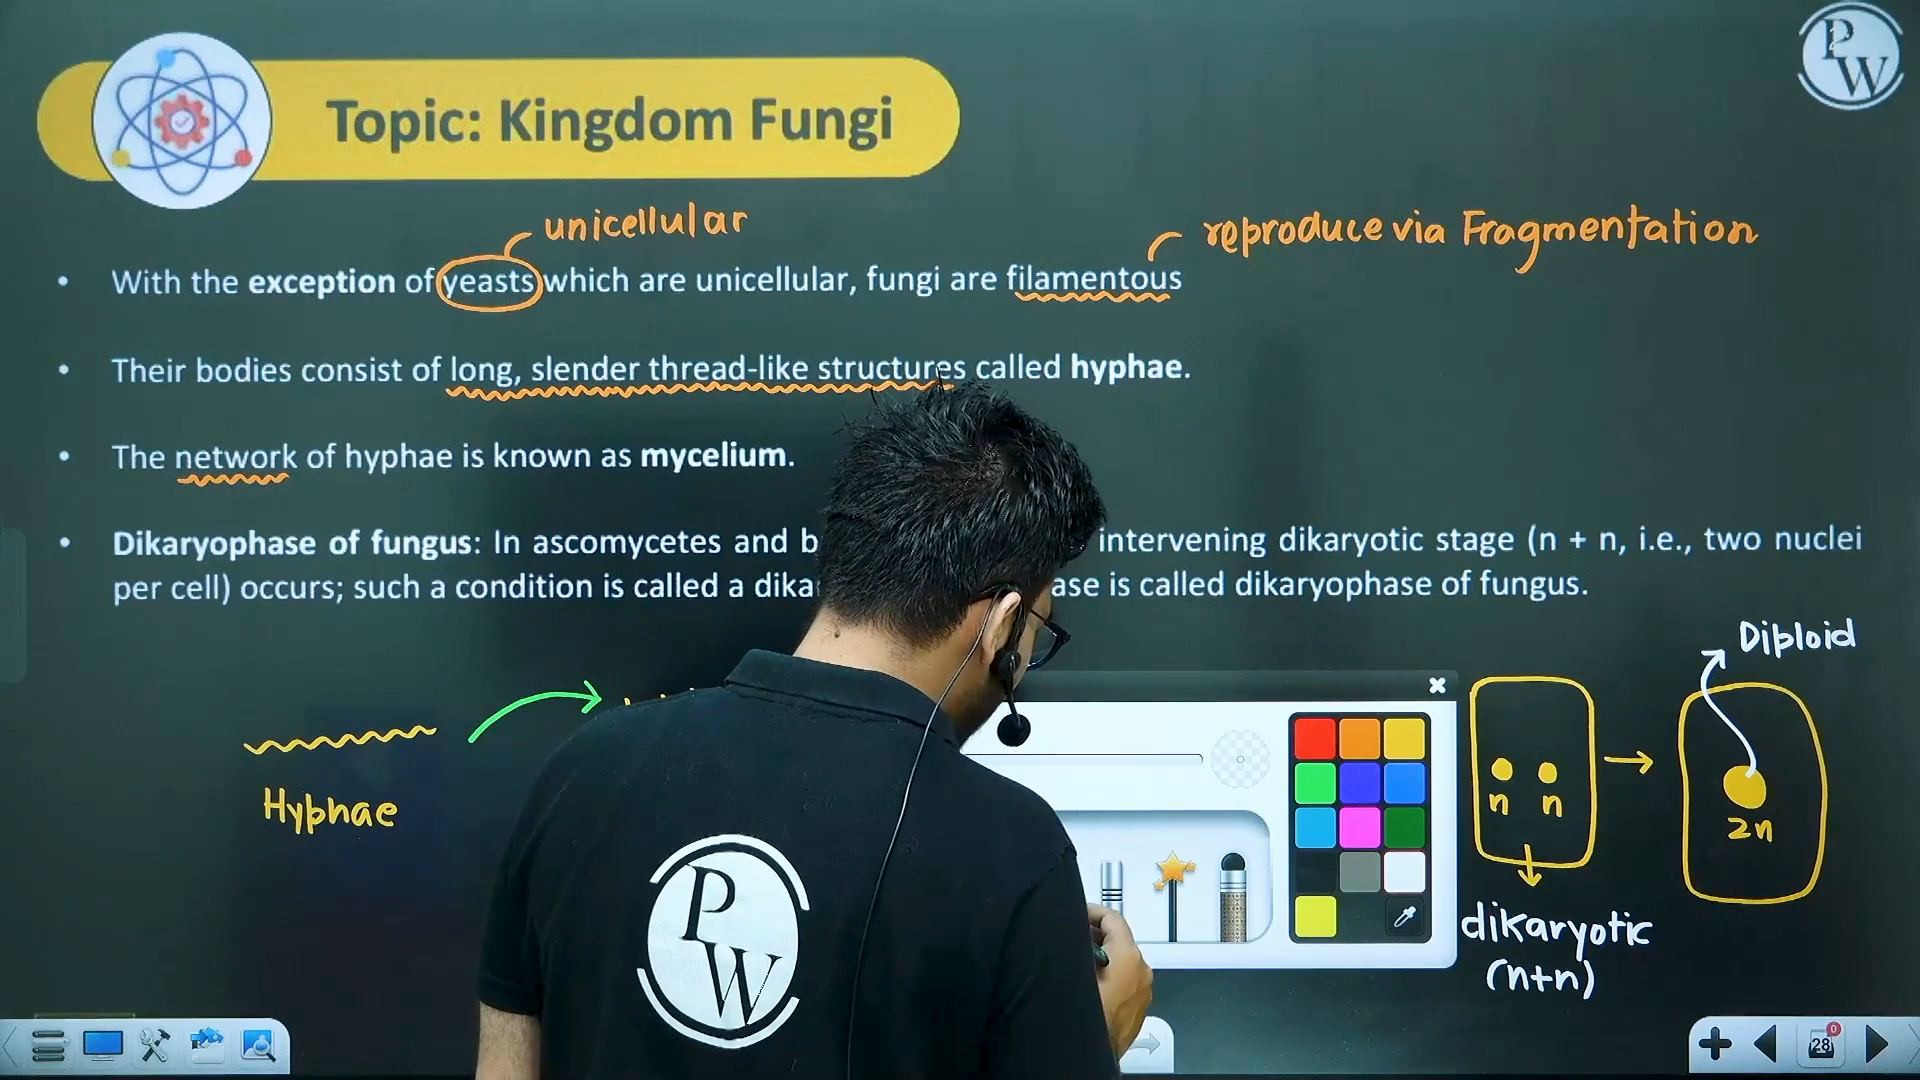 P
W
Topic: Kingdom Fungi
unicellular
reproduce via Fragmentation
• With the exception of yeasts which are unicellular, fungi are filamentous
• Their bodies consist of long, slender thread-like structures called hyphae.
• The network of hyphae is known as mycelium.
• Dikaryophase of fungus: In ascomycetes and b intervening dikaryotic stage (n + n, i.e., two nuclei
per cell) occurs; such a condition is called a dika ase is called dikaryophase of fungus.
Diploid
Hyphae
n n
2n
dikaryotic
(n+n)
P
W
0
28